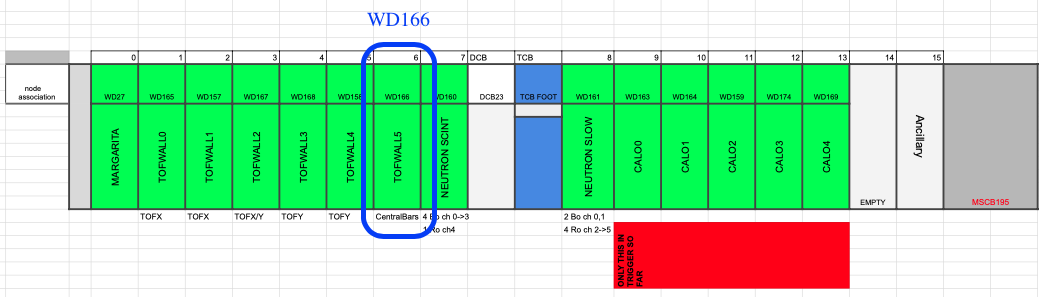 WD166
0 1 2 3 4 5 6 7 DCB TCB 8 9 10 11 12 13 14 15
node association
WD27 WD165 WD157 WD167 WD168 WD166 WD160 DCB23 TCB FOOT WD161 WD163 WD164 WD159 WD174 WD169
MARGARITA TOFWALL0 TOFWALL1 TOFWALL2 TOFWALL3 TOFWALL4 TOFWALL5 NEUTRON SCINT NEUTRON SLOW CALO0 CALO1 CALO2 CALO3 CALO4 Ancillary
EMPTY MSCB195
TOFX TOFX TOFX/Y TOFY TOFY CentralBars 4 Bo ch 0->3 2 Bo ch 0,1
Ro ch4 4 Ro ch 2->5
ONLY THIS IN
TRIGGER SO
FAR